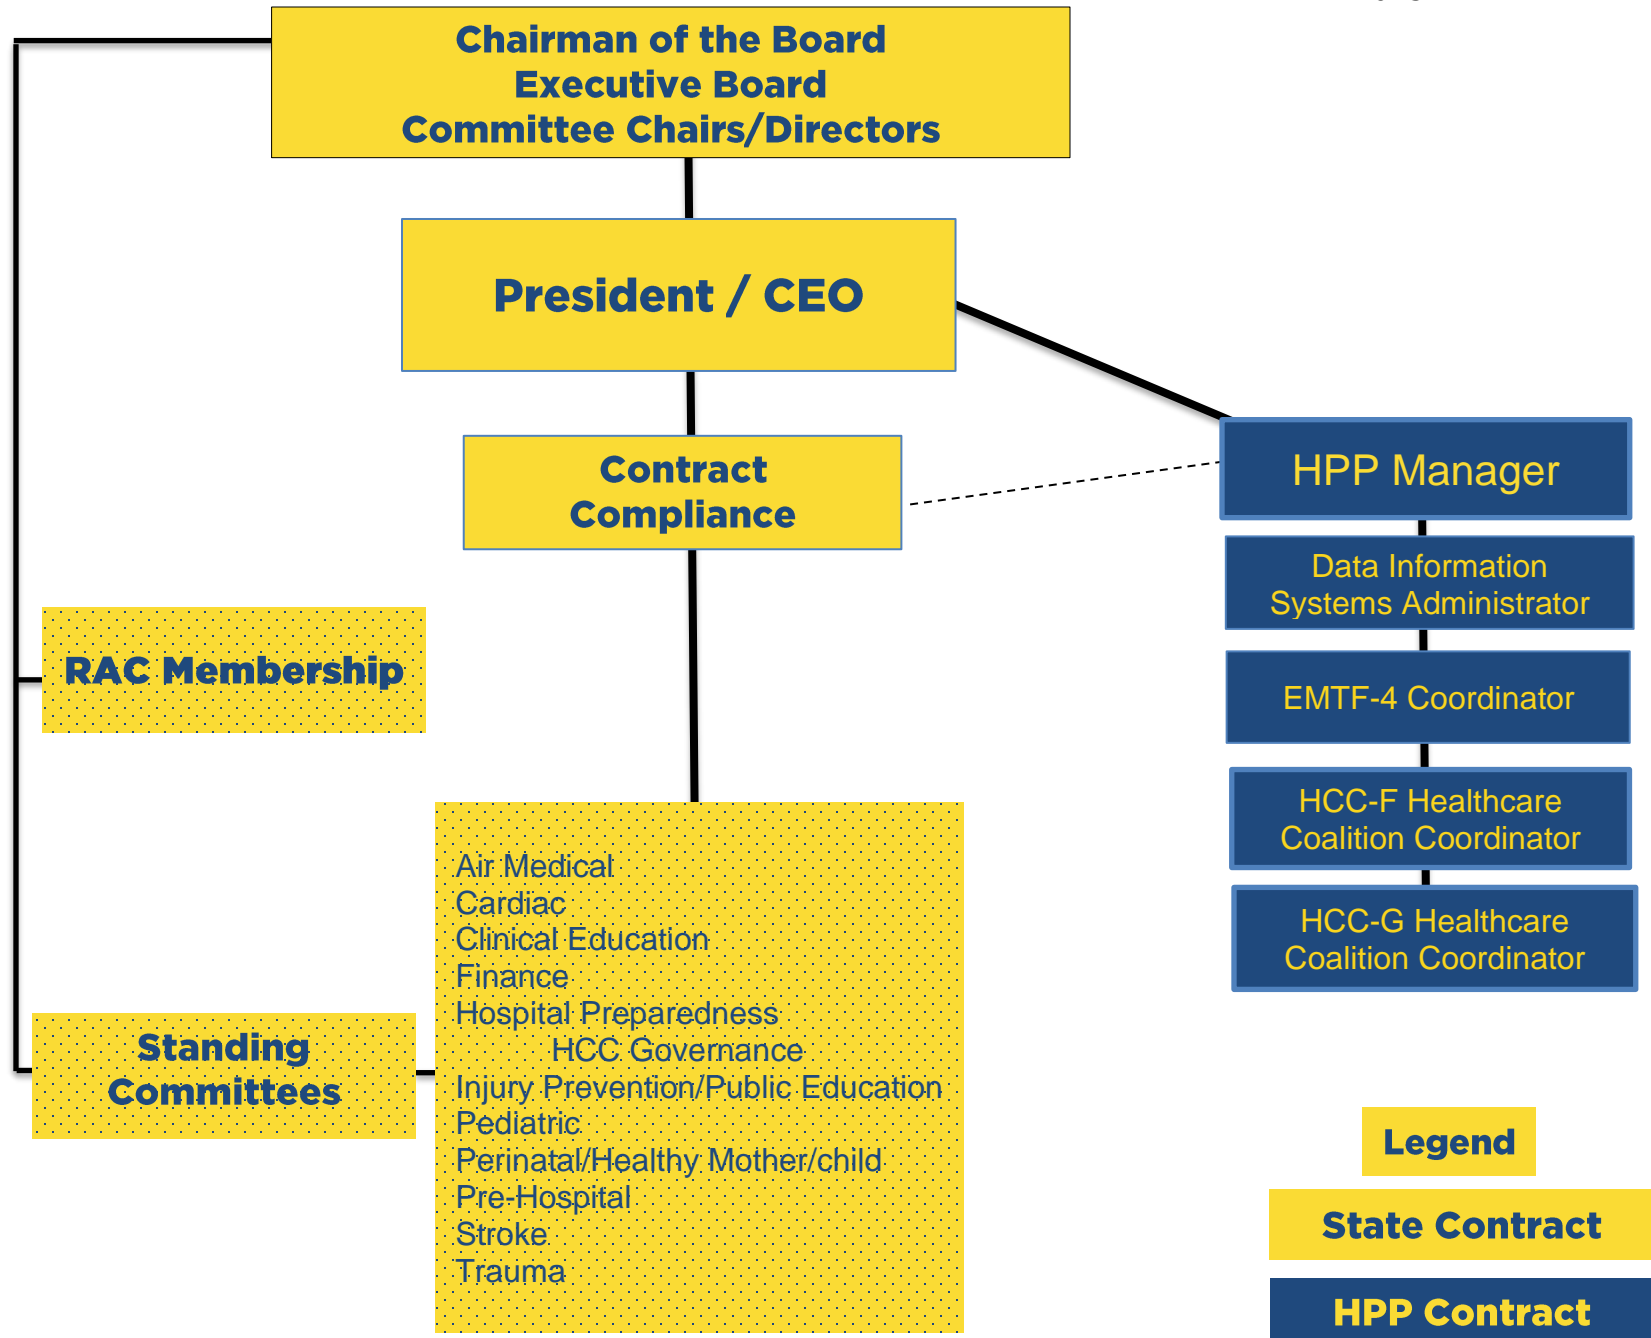 Chairman of the Board
Executive Board
Committee Chairs/Directors
President / CEO
Contract
Compliance
HPP Manager
Data Information
Systems Administrator
EMTF-4 Coordinator
HCC-F Healthcare
Coalition Coordinator
HCC-G Healthcare
Coalition Coordinator
RAC Membership
Standing
Committees
Air Medical
Cardiac
Clinical Education
Finance
Hospital Preparedness
HCC Governance
Injury Prevention/Public Education
Pediatric
Perinatal/Healthy Mother/child
Pre-Hospital
Stroke
Trauma
Legend
State Contract
HPP Contract